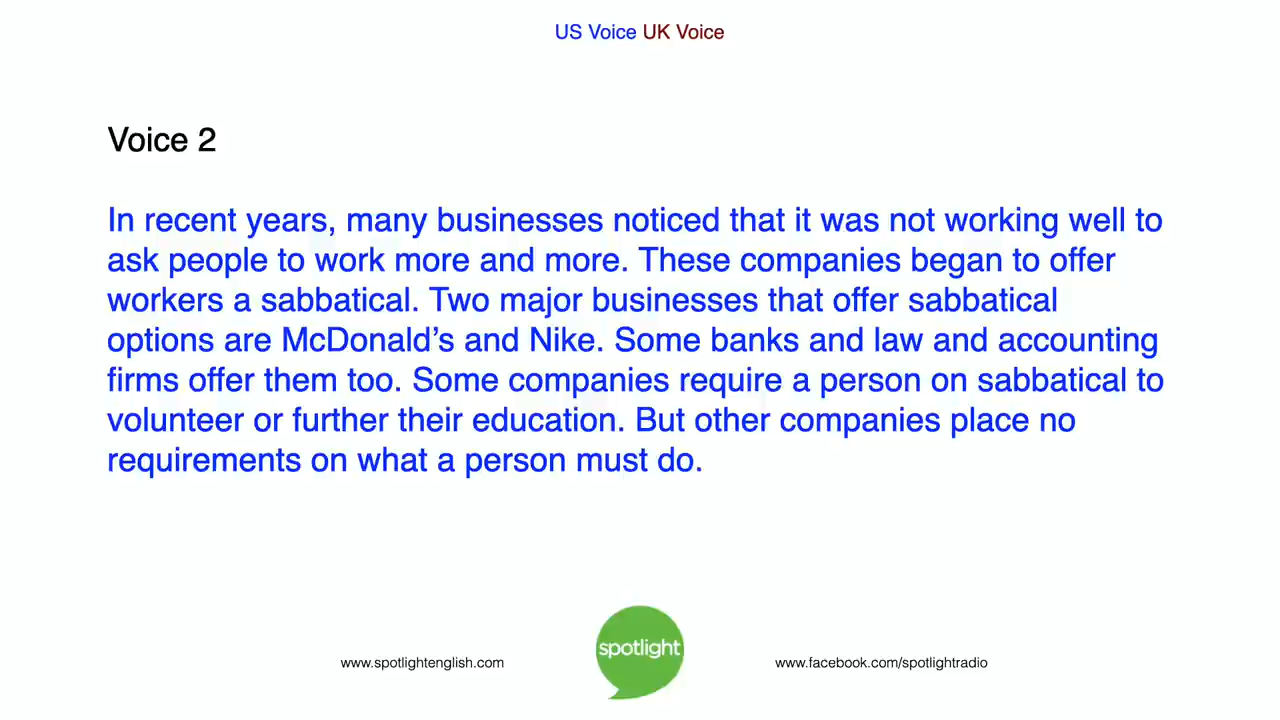 US Voice UK Voice
Voice 2
In recent years, many businesses noticed that it was not working well to
ask people to work more and more. These companies began to offer
workers a sabbatical. Two major businesses that offer sabbatical
options are McDonald’s and Nike. Some banks and law and accounting
firms offer them too. Some companies require a person on sabbatical to
volunteer or further their education. But other companies place no
requirements on what a person must do.
spotlight
www.spotlightenglish.com
www.facebook.com/spotlightradio